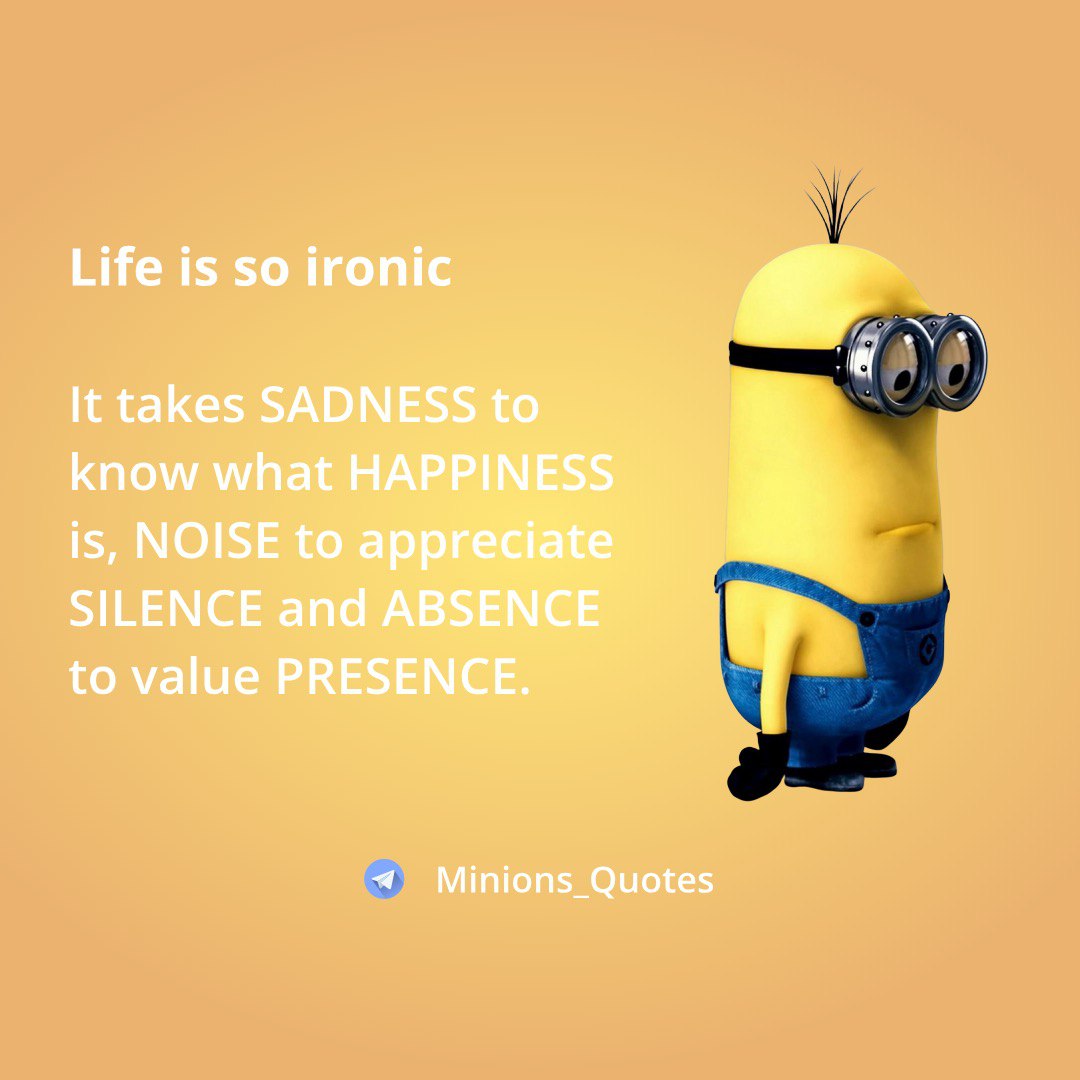 Life is so ironic
It takes SADNESS to
know what HAPPINESS
is, NOISE to appreciate
SILENCE and ABSENCE
to value PRESENCE.
Minions_Quotes